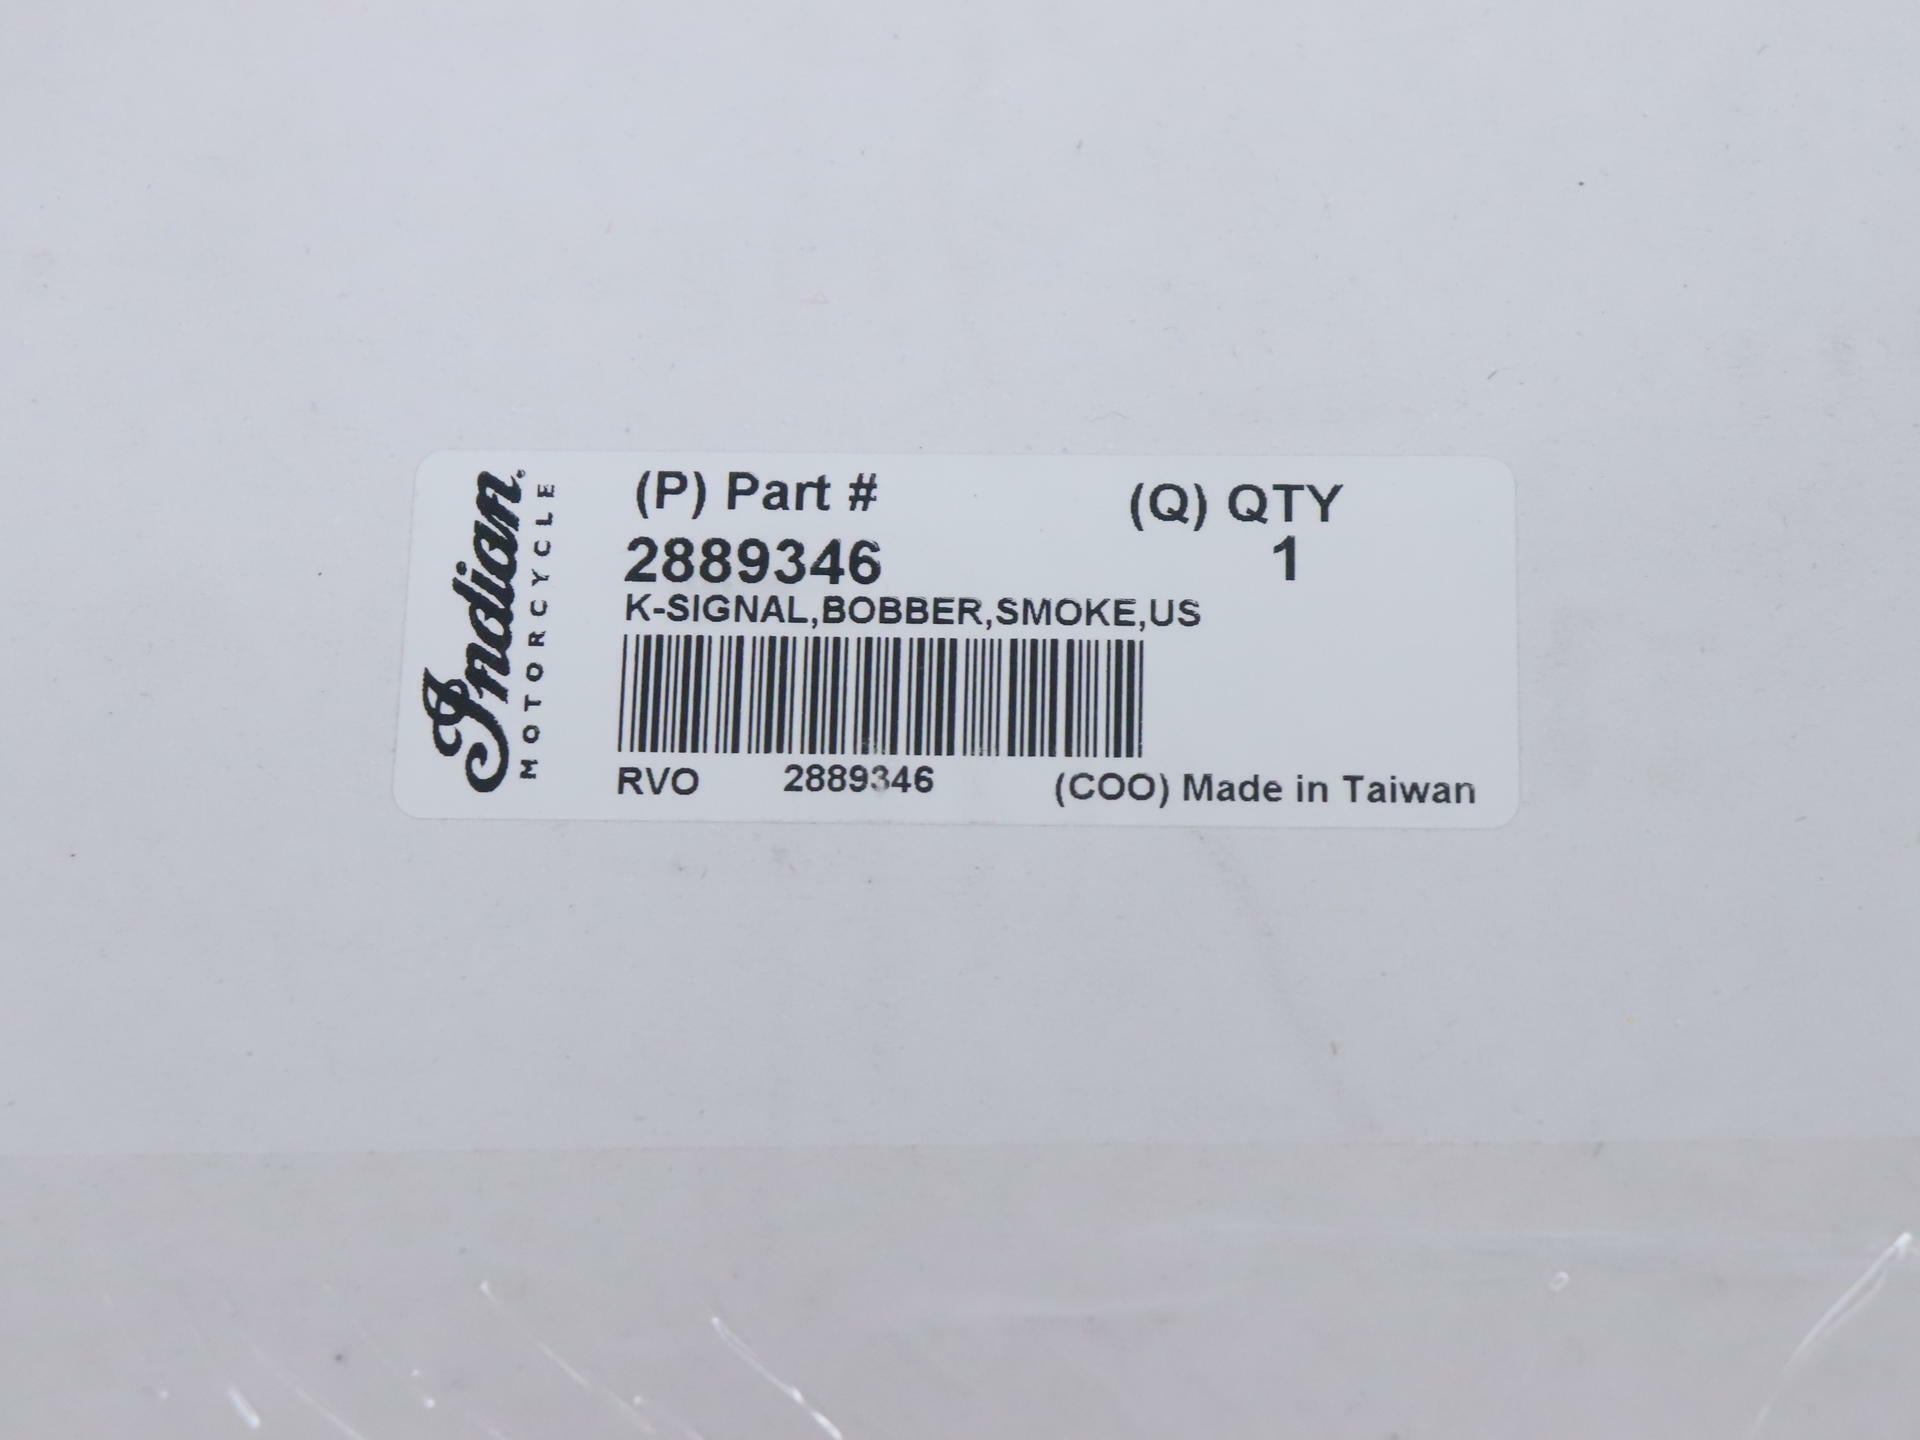 Indian
MOTORCYCLE
(P) Part #
(Q) QTY
2889346
1
K-SIGNAL,BOBBER,SMOKE,US
RVO 2889346 (COO) Made in Taiwan